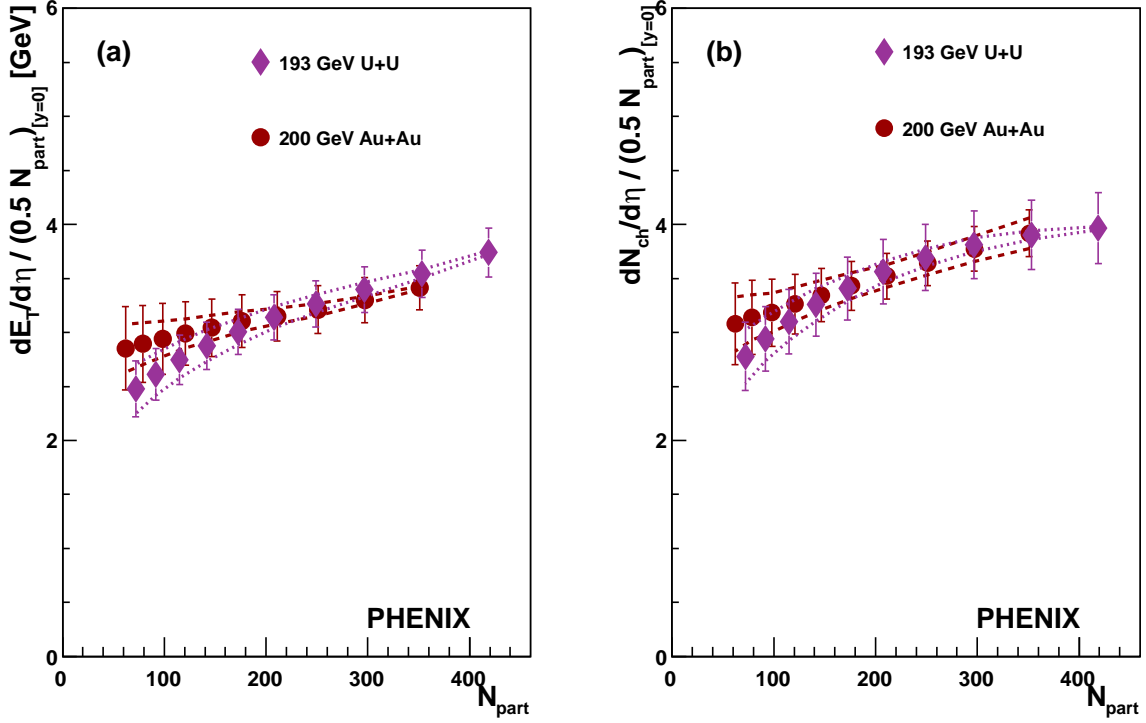 dE_T/dη / (0.5 N_part)_[y=0] [GeV]
6
4
2
0
(a)
193 GeV U+U
200 GeV Au+Au
PHENIX
0 100 200 300 400
N_part
dN_ch/dη / (0.5 N_part)_[y=0]
6
4
2
0
(b)
193 GeV U+U
200 GeV Au+Au
PHENIX
0 100 200 300 400
N_part